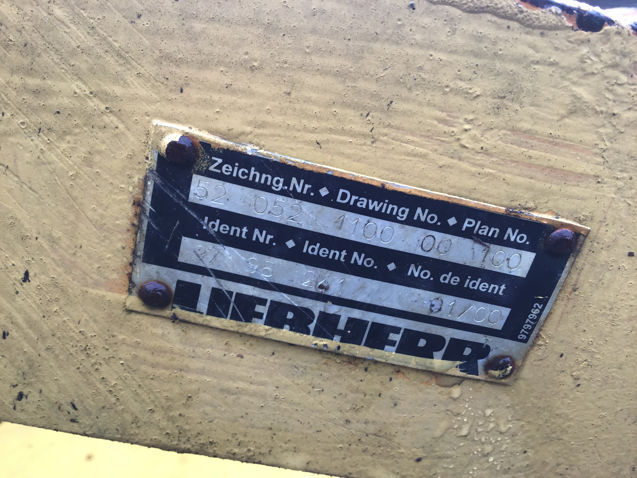 Zeichng.Nr. ◆ Drawing No. ◆ Plan No.
52 052 1100 00 100
Ident Nr. ◆ Ident No. ◆ No. de ident
01/00
LIEBHERR
9797962